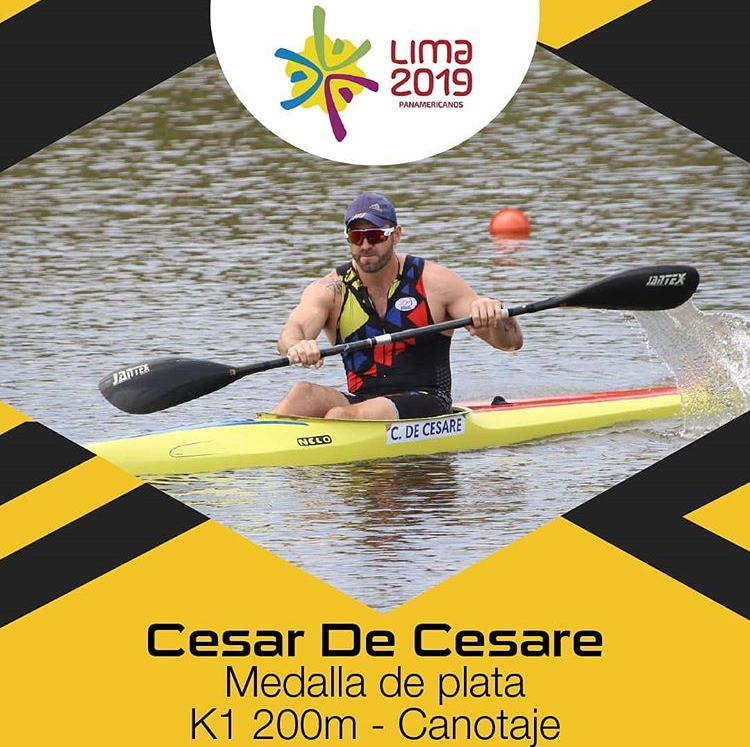 Lima
2019
PANAMERICANOS
JANTEX
JANTEX
NELO
C. DE CESARE
Cesar De Cesare
Medalla de plata
K1 200m - Canotaje